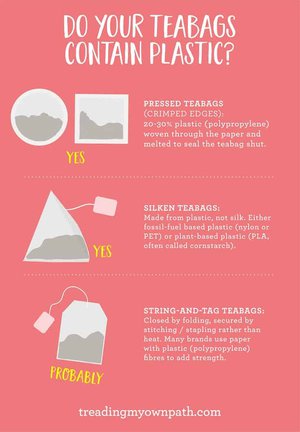 DO YOUR TEABAGS
CONTAIN PLASTIC?
PRESSED TEABAGS
(CRIMPED EDGES):
20-30% plastic (polypropylene)
woven through the paper and
melted to seal the teabag shut.
YES
SILKEN TEABAGS:
Made from plastic, not silk. Either
fossil-fuel based plastic (nylon or
PET) or plant-based plastic (PLA,
often called cornstarch).
YES
STRING-AND-TAG TEABAGS:
Closed by folding, secured by
stitching / stapling rather than
heat. Many brands use paper
with plastic (polypropylene)
fibres to add strength.
PROBABLY
treadingmyownpath.com